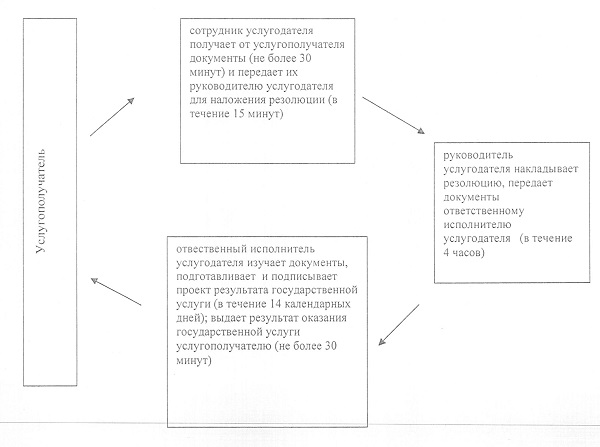 Услугополучатель
сотрудник услугодателя
получает от услугополучателя
документы (не более 30
минут) и передает их
руководителю услугодателя
для наложения резолюции (в
течение 15 минут)
руководитель
услугодателя накладывает
резолюцию, передает
документы
ответственному
исполнителю
услугодателя (в течение
4 часов)
отвественный исполнитель
услугодателя изучает документы,
подготавливает и подписывает
проект результата государственной
услуги (в течение 14 календарных
дней); выдает результат оказания
государственной услуги
услугополучателю (не более 30
минут)